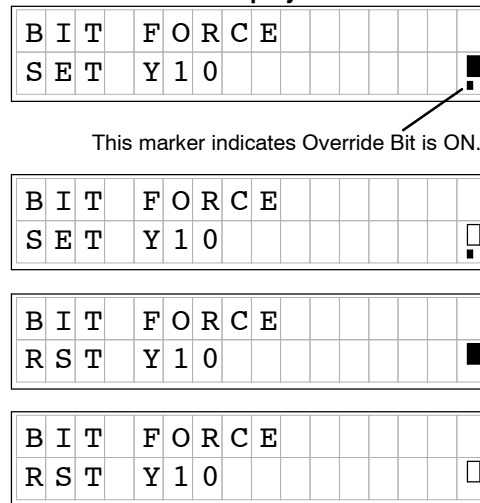 BIT FORCE
SET Y10
This marker indicates Override Bit is ON.
BIT FORCE
SET Y10
BIT FORCE
RST Y10
BIT FORCE
RST Y10